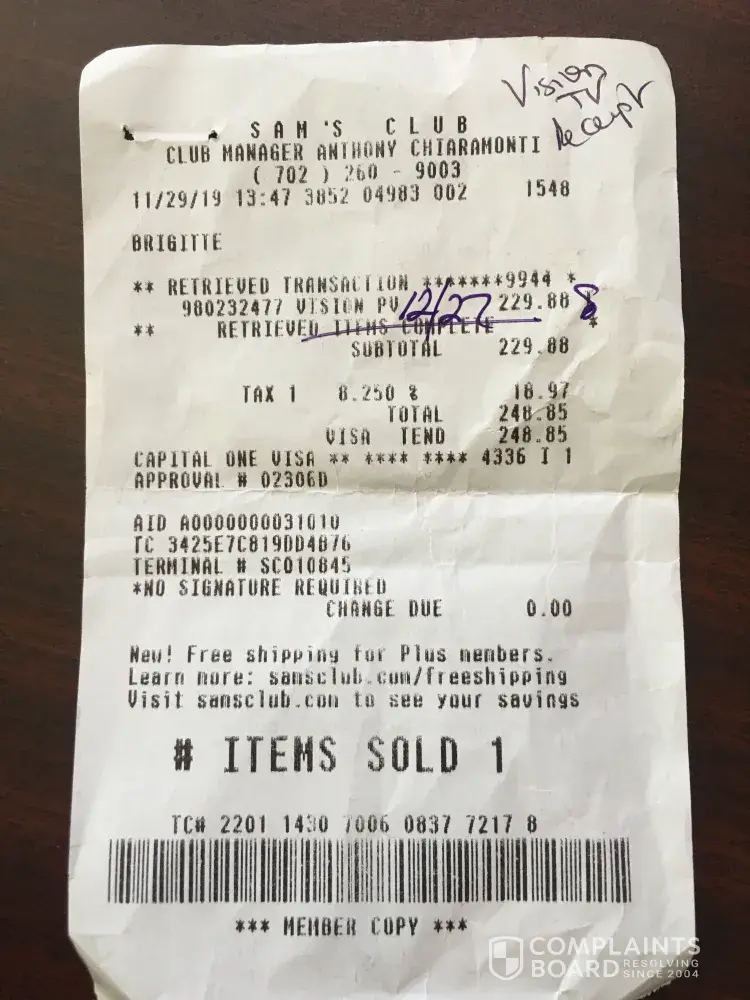 Vision
TV
Receipt
SAM'S CLUB
CLUB MANAGER ANTHONY CHIARAMONTI
( 702 ) 260 - 9003
11/29/19 13:47 3852 04983 002 1548
BRIGITTE
** RETRIEVED TRANSACTION *******9944 *
980232477 VISION PV 229.88
12/27 8
** RETRIEVED ITEMS COMPLETE *
SUBTOTAL 229.88
TAX 1 8.250 % 18.97
TOTAL 248.85
VISA TEND 248.85
CAPITAL ONE VISA ** **** **** 4336 I 1
APPROVAL # 02306D
AID A0000000031010
TC 3425E7C819DD4876
TERMINAL # SC010845
*NO SIGNATURE REQUIRED
CHANGE DUE 0.00
New! Free shipping for Plus members.
Learn more: samsclub.com/freeshipping
Visit samsclub.com to see your savings
# ITEMS SOLD 1
TC# 2201 1430 7006 0837 7217 8
*** MEMBER COPY ***
COMPLAINTS
BOARD RESOLVING
SINCE 2004